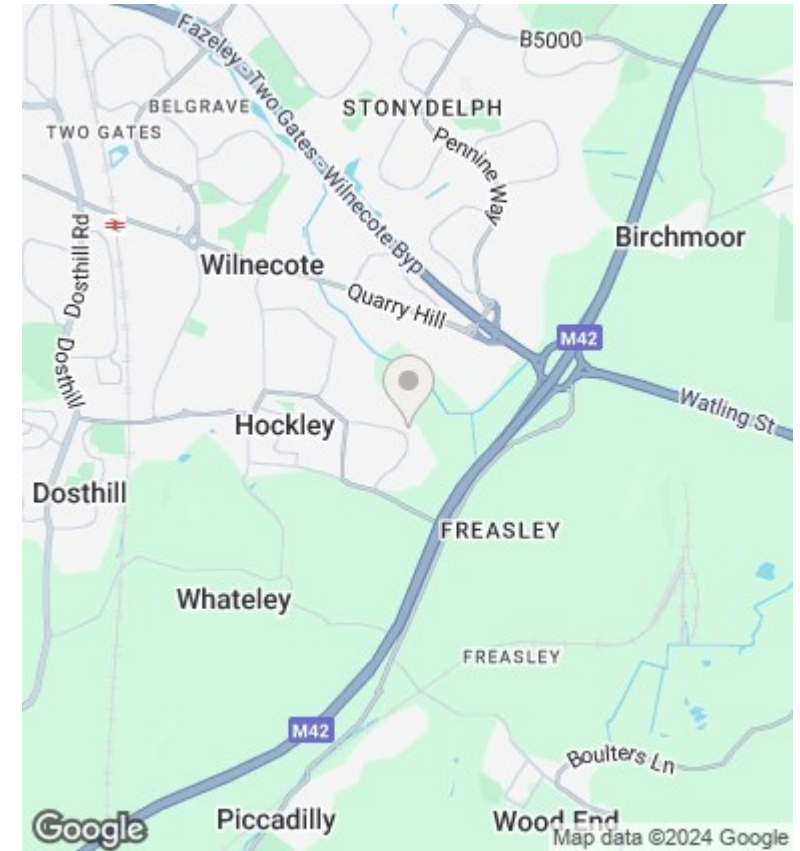 B5000
Fazeley - Two Gates - Wilnecote Byp
BELGRAVE
STONYDELPH
TWO GATES
Pennine Way
Dosthill Rd
Birchmoor
Wilnecote
Quarry Hill
M42
Dosthill
Watling St
Hockley
Dosthill
FREASLEY
Whateley
FREASLEY
M42
Boulters Ln
Piccadilly
Wood End
Google
Map data ©2024 Google